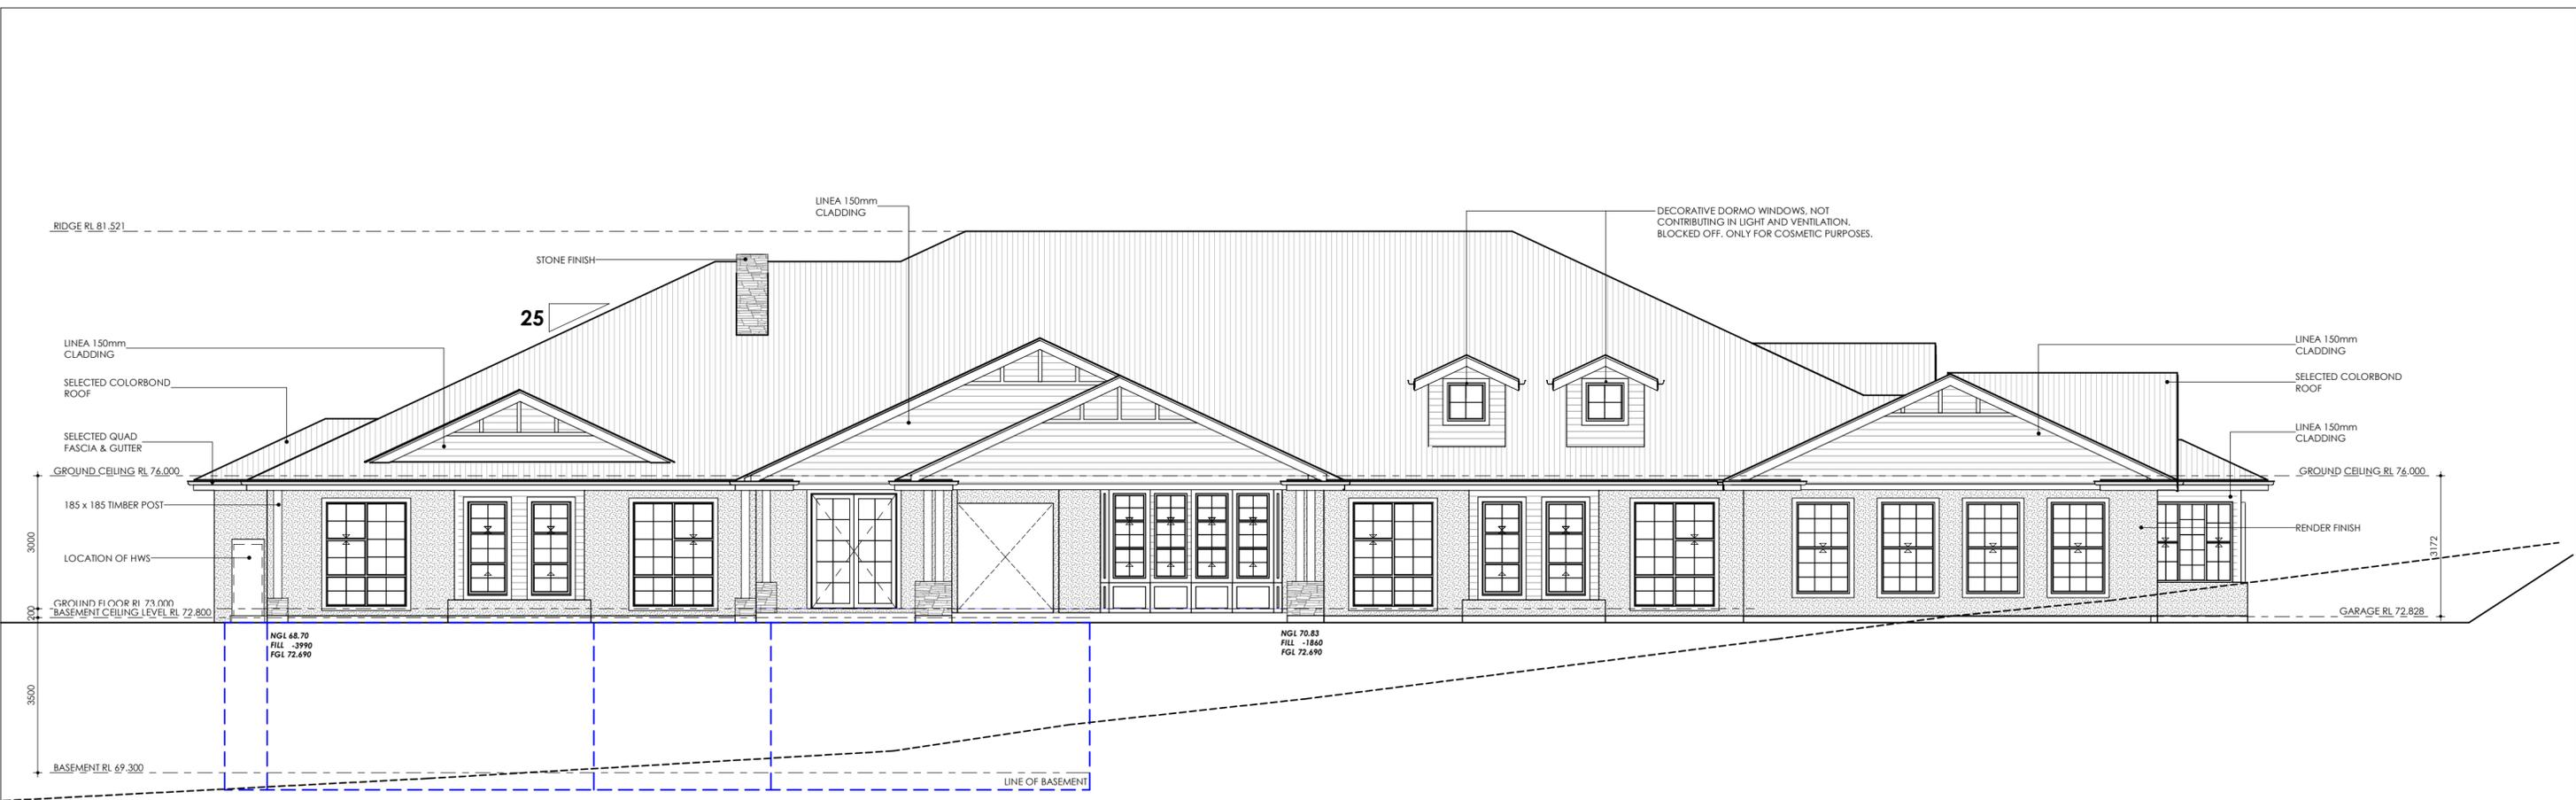 LINEA 150mm
CLADDING
DECORATIVE DORMO WINDOWS, NOT
CONTRIBUTING IN LIGHT AND VENTILATION.
BLOCKED OFF. ONLY FOR COSMETIC PURPOSES.
RIDGE RL 81.521
STONE FINISH
25
LINEA 150mm
CLADDING
SELECTED COLORBOND
ROOF
SELECTED QUAD
FASCIA & GUTTER
GROUND CEILING RL 76.000
185 x 185 TIMBER POST
LOCATION OF HWS
GROUND FLOOR RL 73.000
BASEMENT CEILING LEVEL RL 72.800
3000
200
3500
LINEA 150mm
CLADDING
SELECTED COLORBOND
ROOF
LINEA 150mm
CLADDING
GROUND CEILING RL 76.000
RENDER FINISH
3172
GARAGE RL 72.828
NGL 68.70
FILL -3990
FGL 72.690
NGL 70.83
FILL -1860
FGL 72.690
BASEMENT RL 69.300
LINE OF BASEMENT